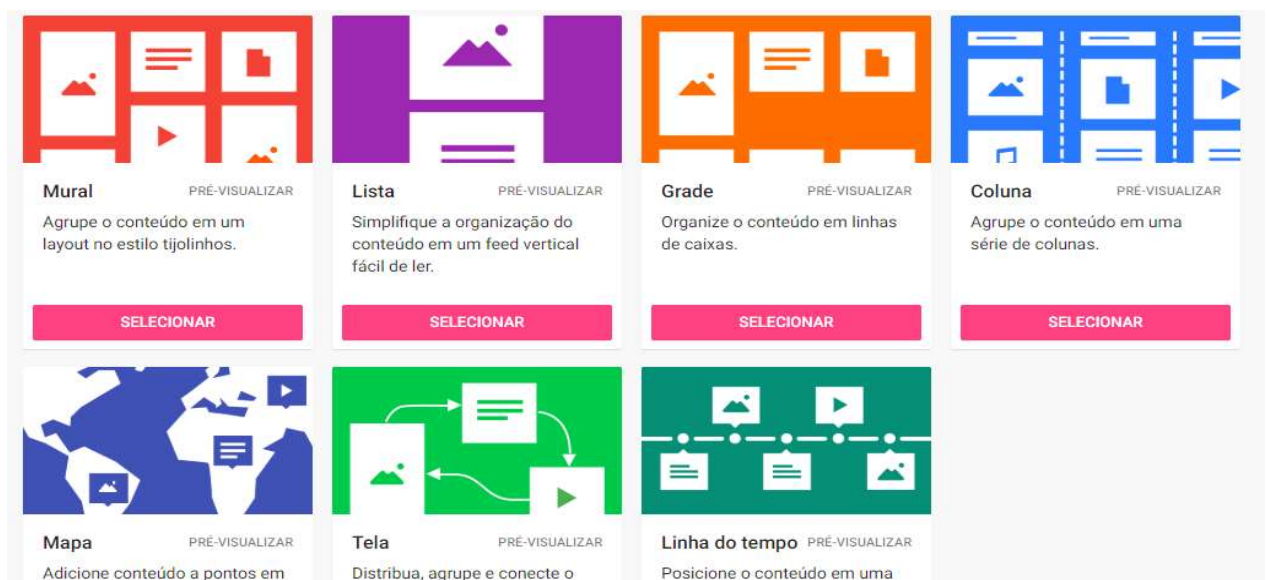 Mural PRÉ-VISUALIZAR
Agrupe o conteúdo em um
layout no estilo tijolinhos.
SELECIONAR
Lista PRÉ-VISUALIZAR
Simplifique a organização do
conteúdo em um feed vertical
fácil de ler.
SELECIONAR
Grade PRÉ-VISUALIZAR
Organize o conteúdo em linhas
de caixas.
SELECIONAR
Coluna PRÉ-VISUALIZAR
Agrupe o conteúdo em uma
série de colunas.
SELECIONAR
Mapa PRÉ-VISUALIZAR
Adicione conteúdo a pontos em
Tela PRÉ-VISUALIZAR
Distribua, agrupe e conecte o
Linha do tempo PRÉ-VISUALIZAR
Posicione o conteúdo em uma